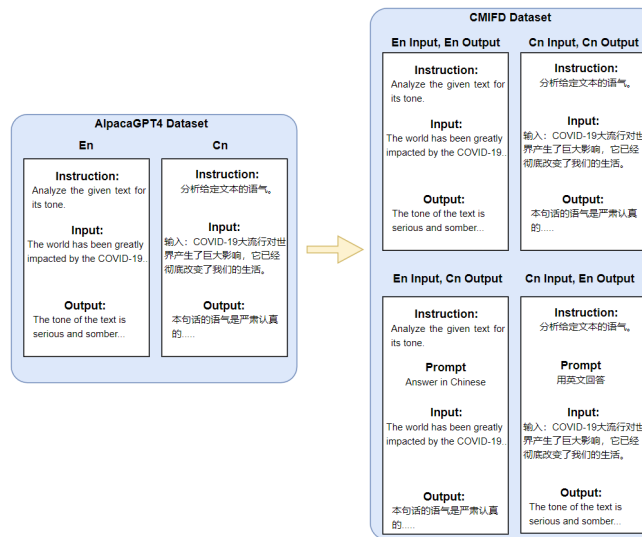 AlpacaGPT4 Dataset
En
Instruction:
Analyze the given text for
its tone.
Input:
The world has been greatly
impacted by the COVID-19..
Output:
The tone of the text is
serious and somber...
Cn
Instruction:
分析给定文本的语气。
Input:
输入：COVID-19大流行对世
界产生了巨大影响，它已经
彻底改变了我们的生活。
Output:
本句话的语气是严肃认真
的.....
CMIFD Dataset
En Input, En Output
Instruction:
Analyze the given text for
its tone.
Input:
The world has been greatly
impacted by the COVID-19..
Output:
The tone of the text is
serious and somber...
Cn Input, Cn Output
Instruction:
分析给定文本的语气。
Input:
输入：COVID-19大流行对世
界产生了巨大影响，它已经
彻底改变了我们的生活。
Output:
本句话的语气是严肃认真
的.....
En Input, Cn Output
Instruction:
Analyze the given text for
its tone.
Prompt
Answer in Chinese
Input:
The world has been greatly
impacted by the COVID-19..
Output:
本句话的语气是严肃认真
的.....
Cn Input, En Output
Instruction:
分析给定文本的语气。
Prompt
用英文回答
Input:
输入：COVID-19大流行对世
界产生了巨大影响，它已经
彻底改变了我们的生活。
Output:
The tone of the text is
serious and somber...